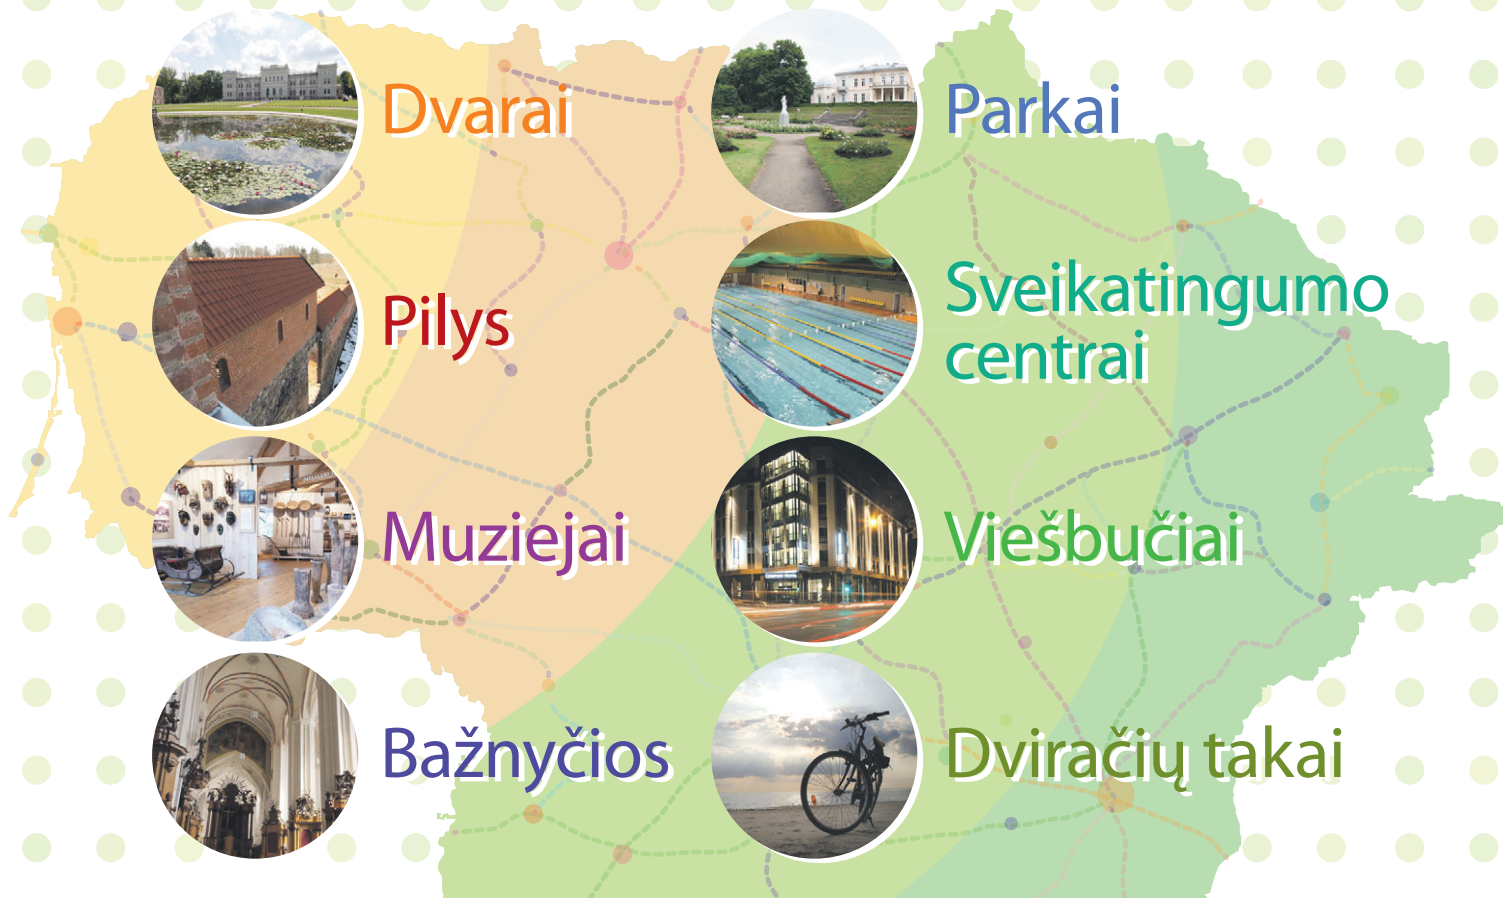 Dvarai
Pilys
Muziejai
Bažnyčios
Parkai
Sveikatingumo
centrai
Viešbučiai
Dviračių takai